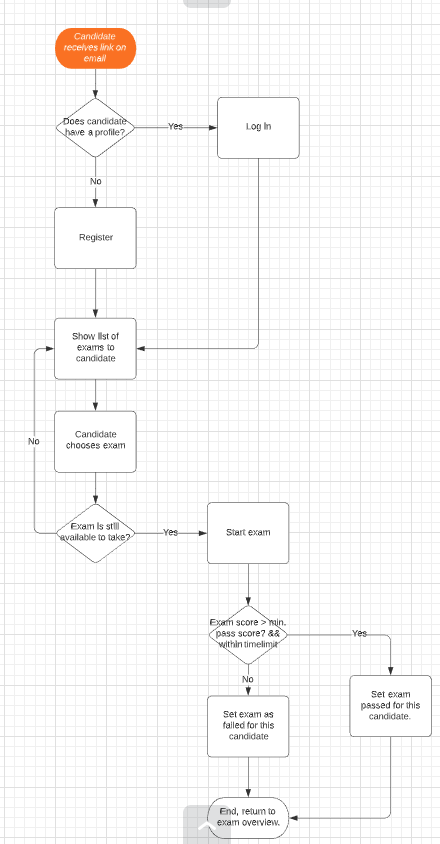 Candidate
receives link on
email
Does candidate
have a profile?
Yes
Log In
No
Register
Show list of
exams to
candidate
Candidate
chooses exam
No
Exam is still
available to take?
Yes
Start exam
Exam score > min.
pass score? &&
within timelimit
Yes
No
Set exam
passed for this
candidate.
Set exam as
failed for this
candidate
End, return to
exam overview.